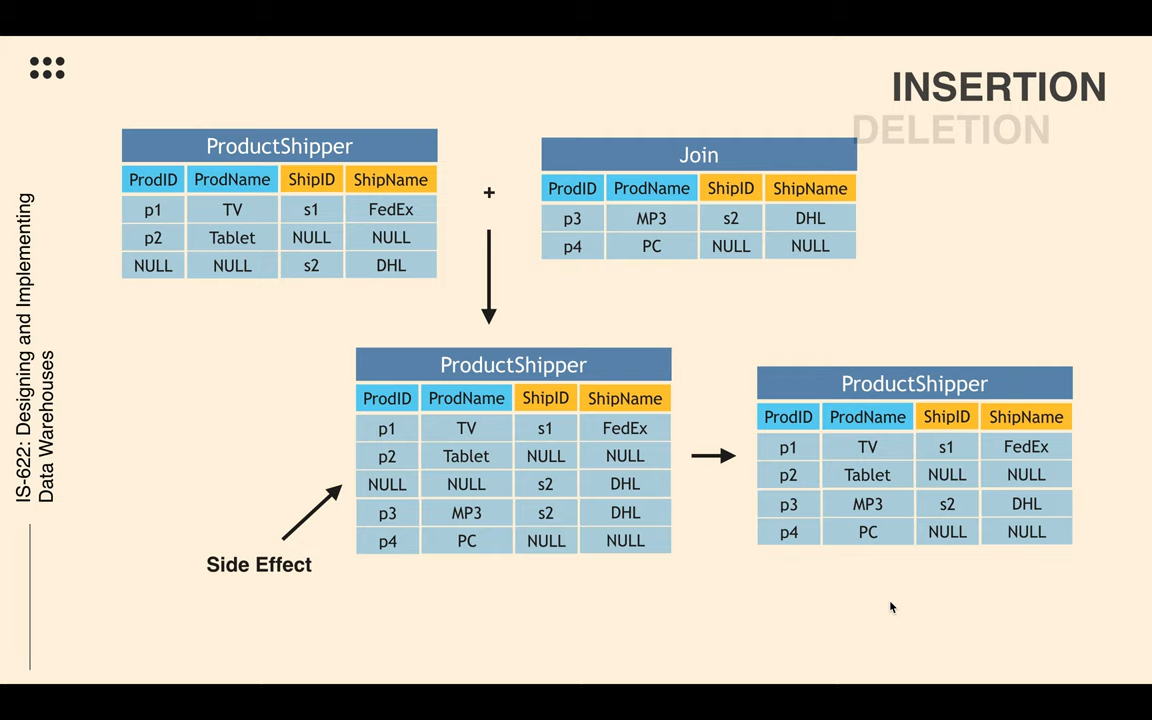 INSERTION
DELETION
IS-622: Designing and Implementing
Data Warehouses
ProductShipper
ProdID ProdName ShipID ShipName
p1 TV s1 FedEx
p2 Tablet NULL NULL
NULL NULL s2 DHL
+
Join
ProdID ProdName ShipID ShipName
p3 MP3 s2 DHL
p4 PC NULL NULL
ProductShipper
ProdID ProdName ShipID ShipName
p1 TV s1 FedEx
p2 Tablet NULL NULL
NULL NULL s2 DHL
p3 MP3 s2 DHL
p4 PC NULL NULL
Side Effect
ProductShipper
ProdID ProdName ShipID ShipName
p1 TV s1 FedEx
p2 Tablet NULL NULL
p3 MP3 s2 DHL
p4 PC NULL NULL